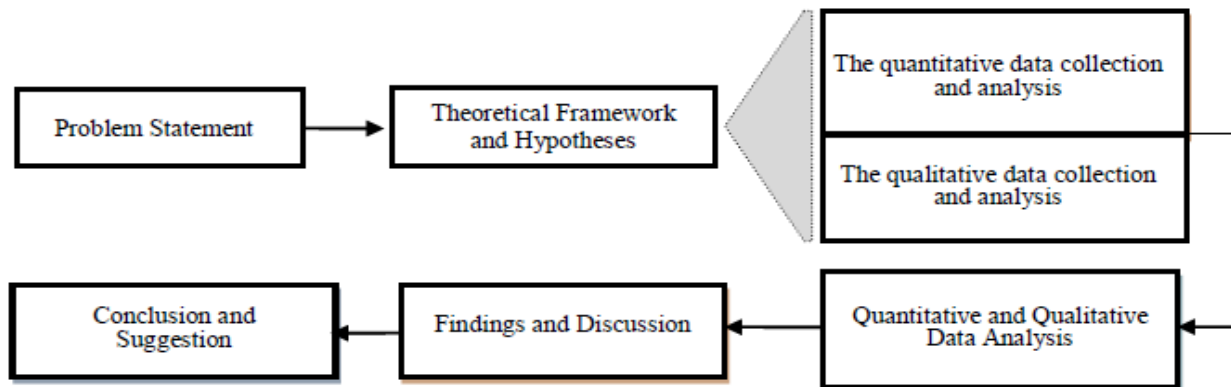 Problem Statement
Theoretical Framework
and Hypotheses
The quantitative data collection
and analysis
The qualitative data collection
and analysis
Quantitative and Qualitative
Data Analysis
Findings and Discussion
Conclusion and
Suggestion